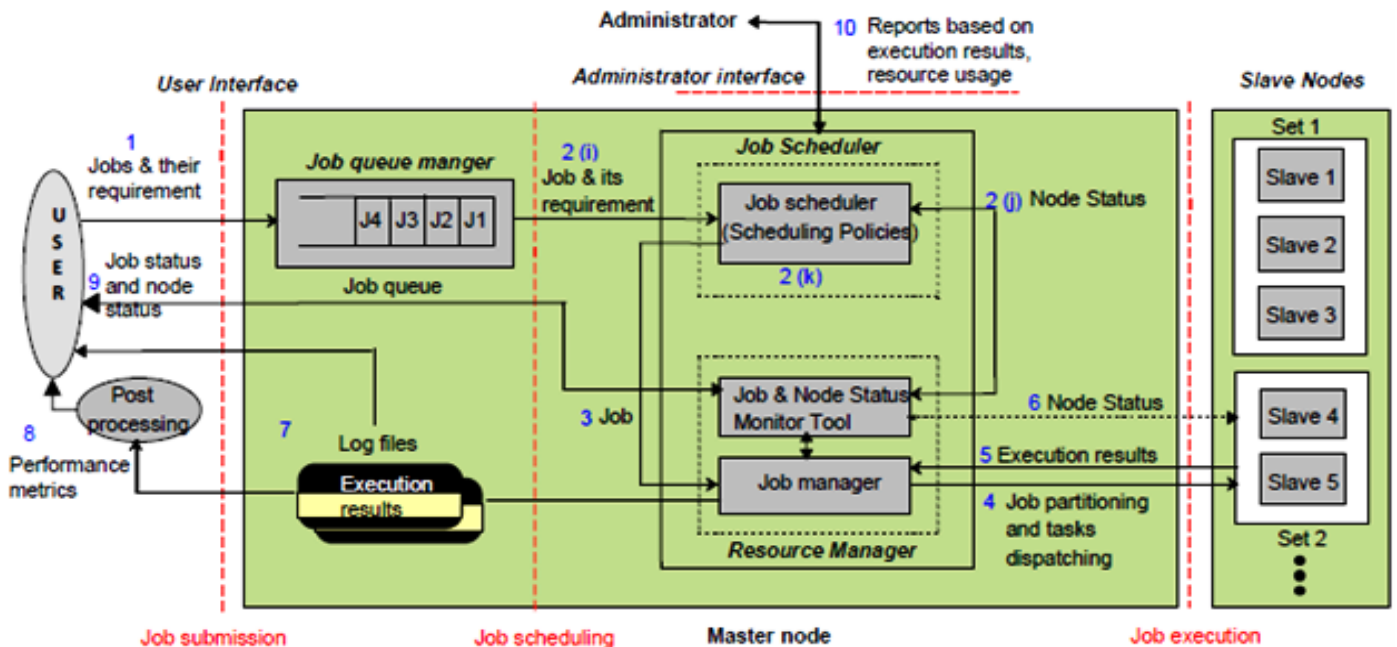 Administrator
10 Reports based on
execution results,
resource usage
User Interface
Administrator interface
Slave Nodes
1
Jobs & their
requirement
Job queue manger
J4 J3 J2 J1
2 (i)
Job & its
requirement
Job Scheduler
Job scheduler
(Scheduling Policies)
2 (k)
2 (j) Node Status
Set 1
Slave 1
Slave 2
Slave 3
USER
9 Job status
and node
status
Job queue
Job & Node Status
Monitor Tool
3 Job
6 Node Status
Slave 4
Post
processing
8
Performance
metrics
7
Log files
Execution
results
Job manager
Resource Manager
5 Execution results
4 Job partitioning
and tasks
dispatching
Slave 5
Set 2
Job submission
Job scheduling
Master node
Job execution